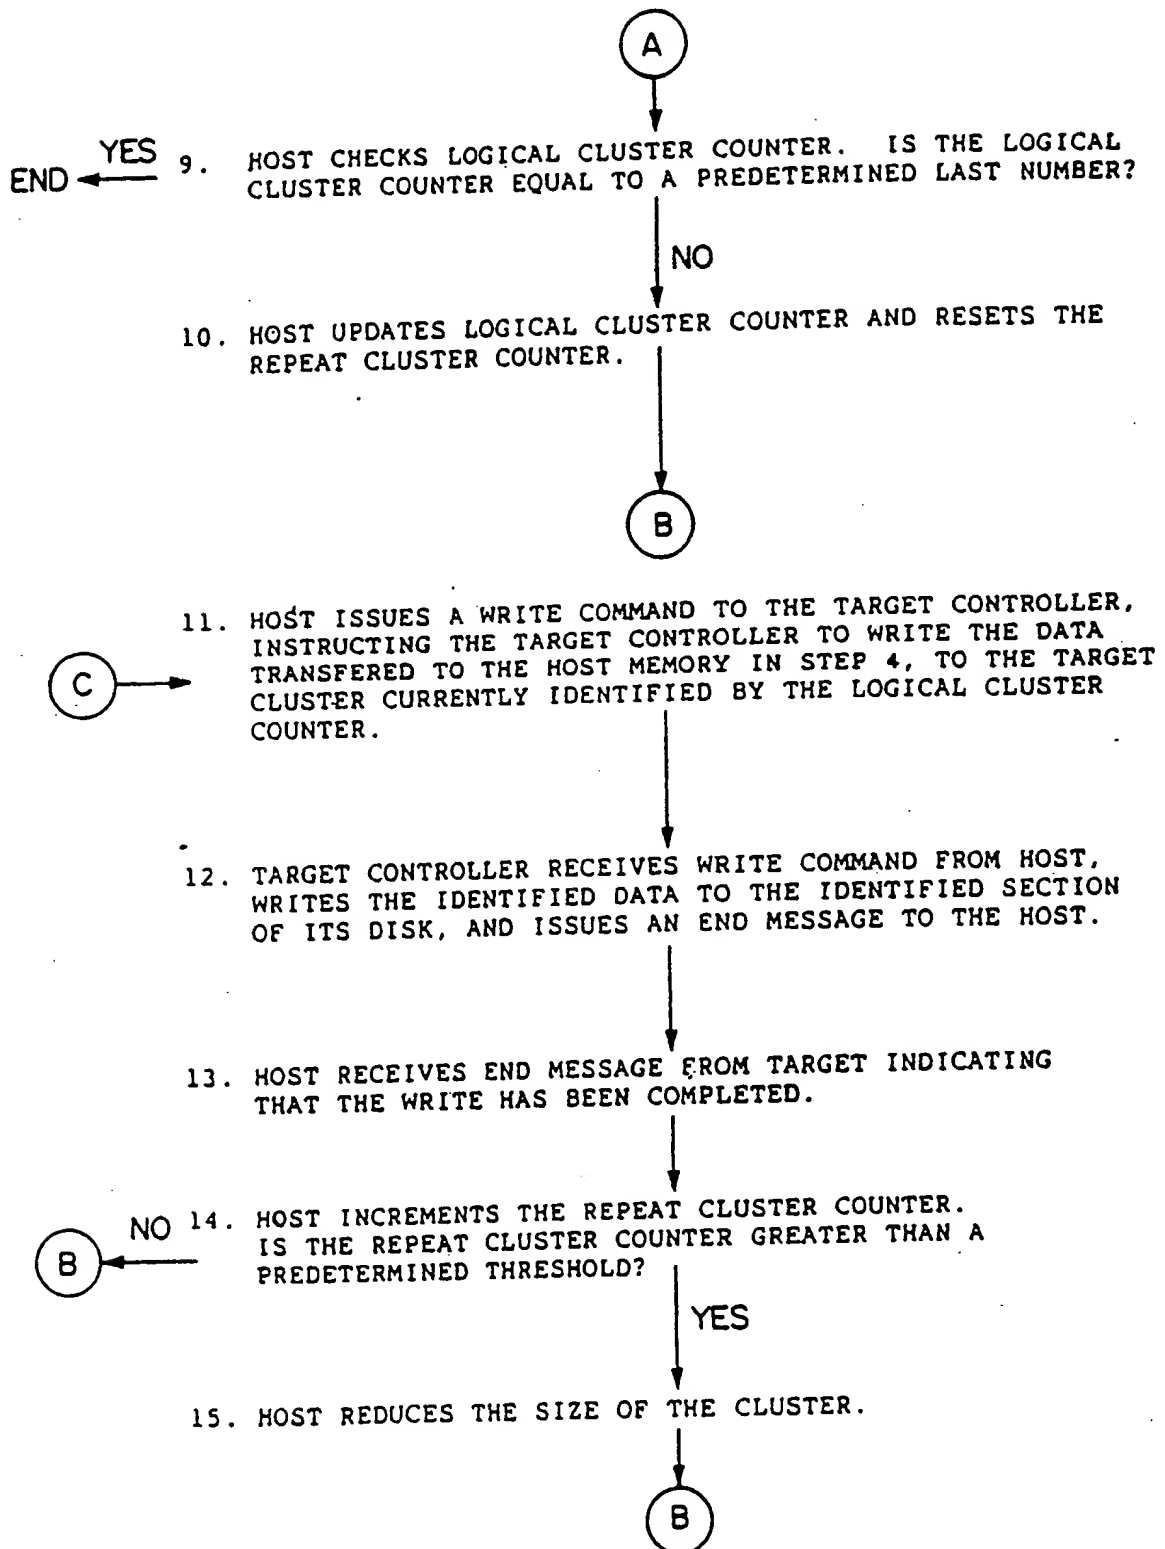 A
YES
END
9. HOST CHECKS LOGICAL CLUSTER COUNTER. IS THE LOGICAL
CLUSTER COUNTER EQUAL TO A PREDETERMINED LAST NUMBER?
NO
10. HOST UPDATES LOGICAL CLUSTER COUNTER AND RESETS THE
REPEAT CLUSTER COUNTER.
B
C
11. HOST ISSUES A WRITE COMMAND TO THE TARGET CONTROLLER,
INSTRUCTING THE TARGET CONTROLLER TO WRITE THE DATA
TRANSFERED TO THE HOST MEMORY IN STEP 4, TO THE TARGET
CLUSTER CURRENTLY IDENTIFIED BY THE LOGICAL CLUSTER
COUNTER.
12. TARGET CONTROLLER RECEIVES WRITE COMMAND FROM HOST,
WRITES THE IDENTIFIED DATA TO THE IDENTIFIED SECTION
OF ITS DISK, AND ISSUES AN END MESSAGE TO THE HOST.
13. HOST RECEIVES END MESSAGE FROM TARGET INDICATING
THAT THE WRITE HAS BEEN COMPLETED.
B
NO
14. HOST INCREMENTS THE REPEAT CLUSTER COUNTER.
IS THE REPEAT CLUSTER COUNTER GREATER THAN A
PREDETERMINED THRESHOLD?
YES
15. HOST REDUCES THE SIZE OF THE CLUSTER.
B